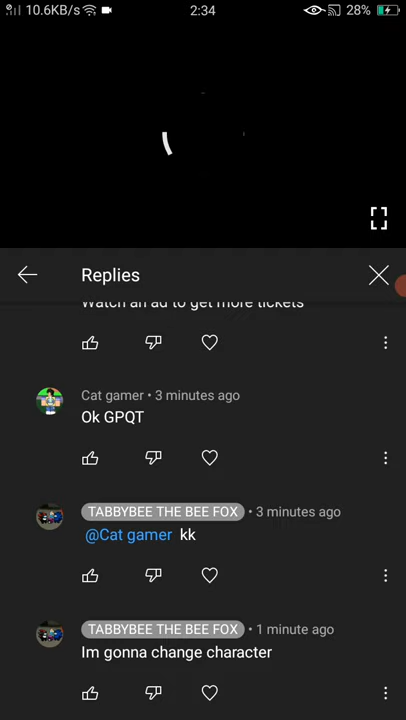 10.6KB/s 2:34 28%
Replies
Watch an ad to get more tickets
Cat gamer • 3 minutes ago
Ok GPQT
TABBYBEE THE BEE FOX • 3 minutes ago
@Cat gamer kk
TABBYBEE THE BEE FOX • 1 minute ago
Im gonna change character